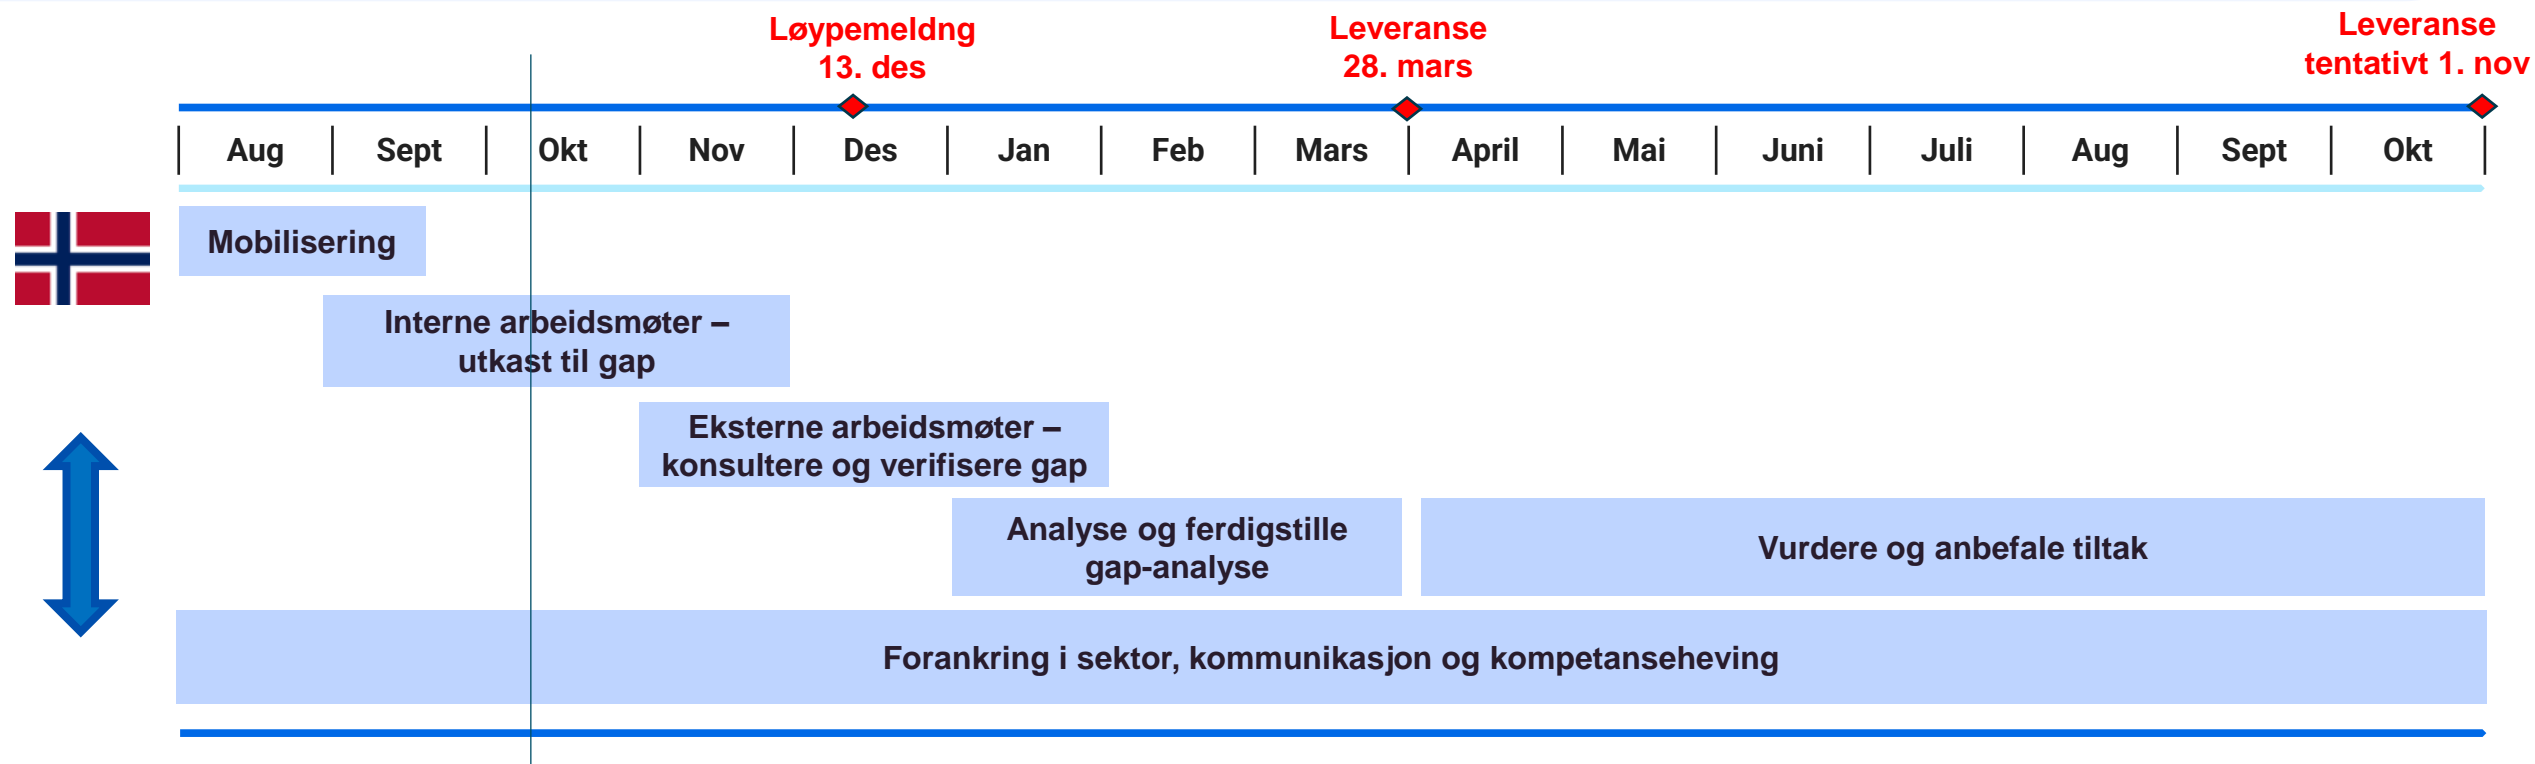 Løypemeldng
13. des
Leveranse
28. mars
Leveranse
tentativt 1. nov
Aug Sept Okt Nov Des Jan Feb Mars April Mai Juni Juli Aug Sept Okt
Mobilisering
Interne arbeidsmøter –
utkast til gap
Eksterne arbeidsmøter –
konsultere og verifisere gap
Analyse og ferdigstille
gap-analyse
Vurdere og anbefale tiltak
Forankring i sektor, kommunikasjon og kompetanseheving